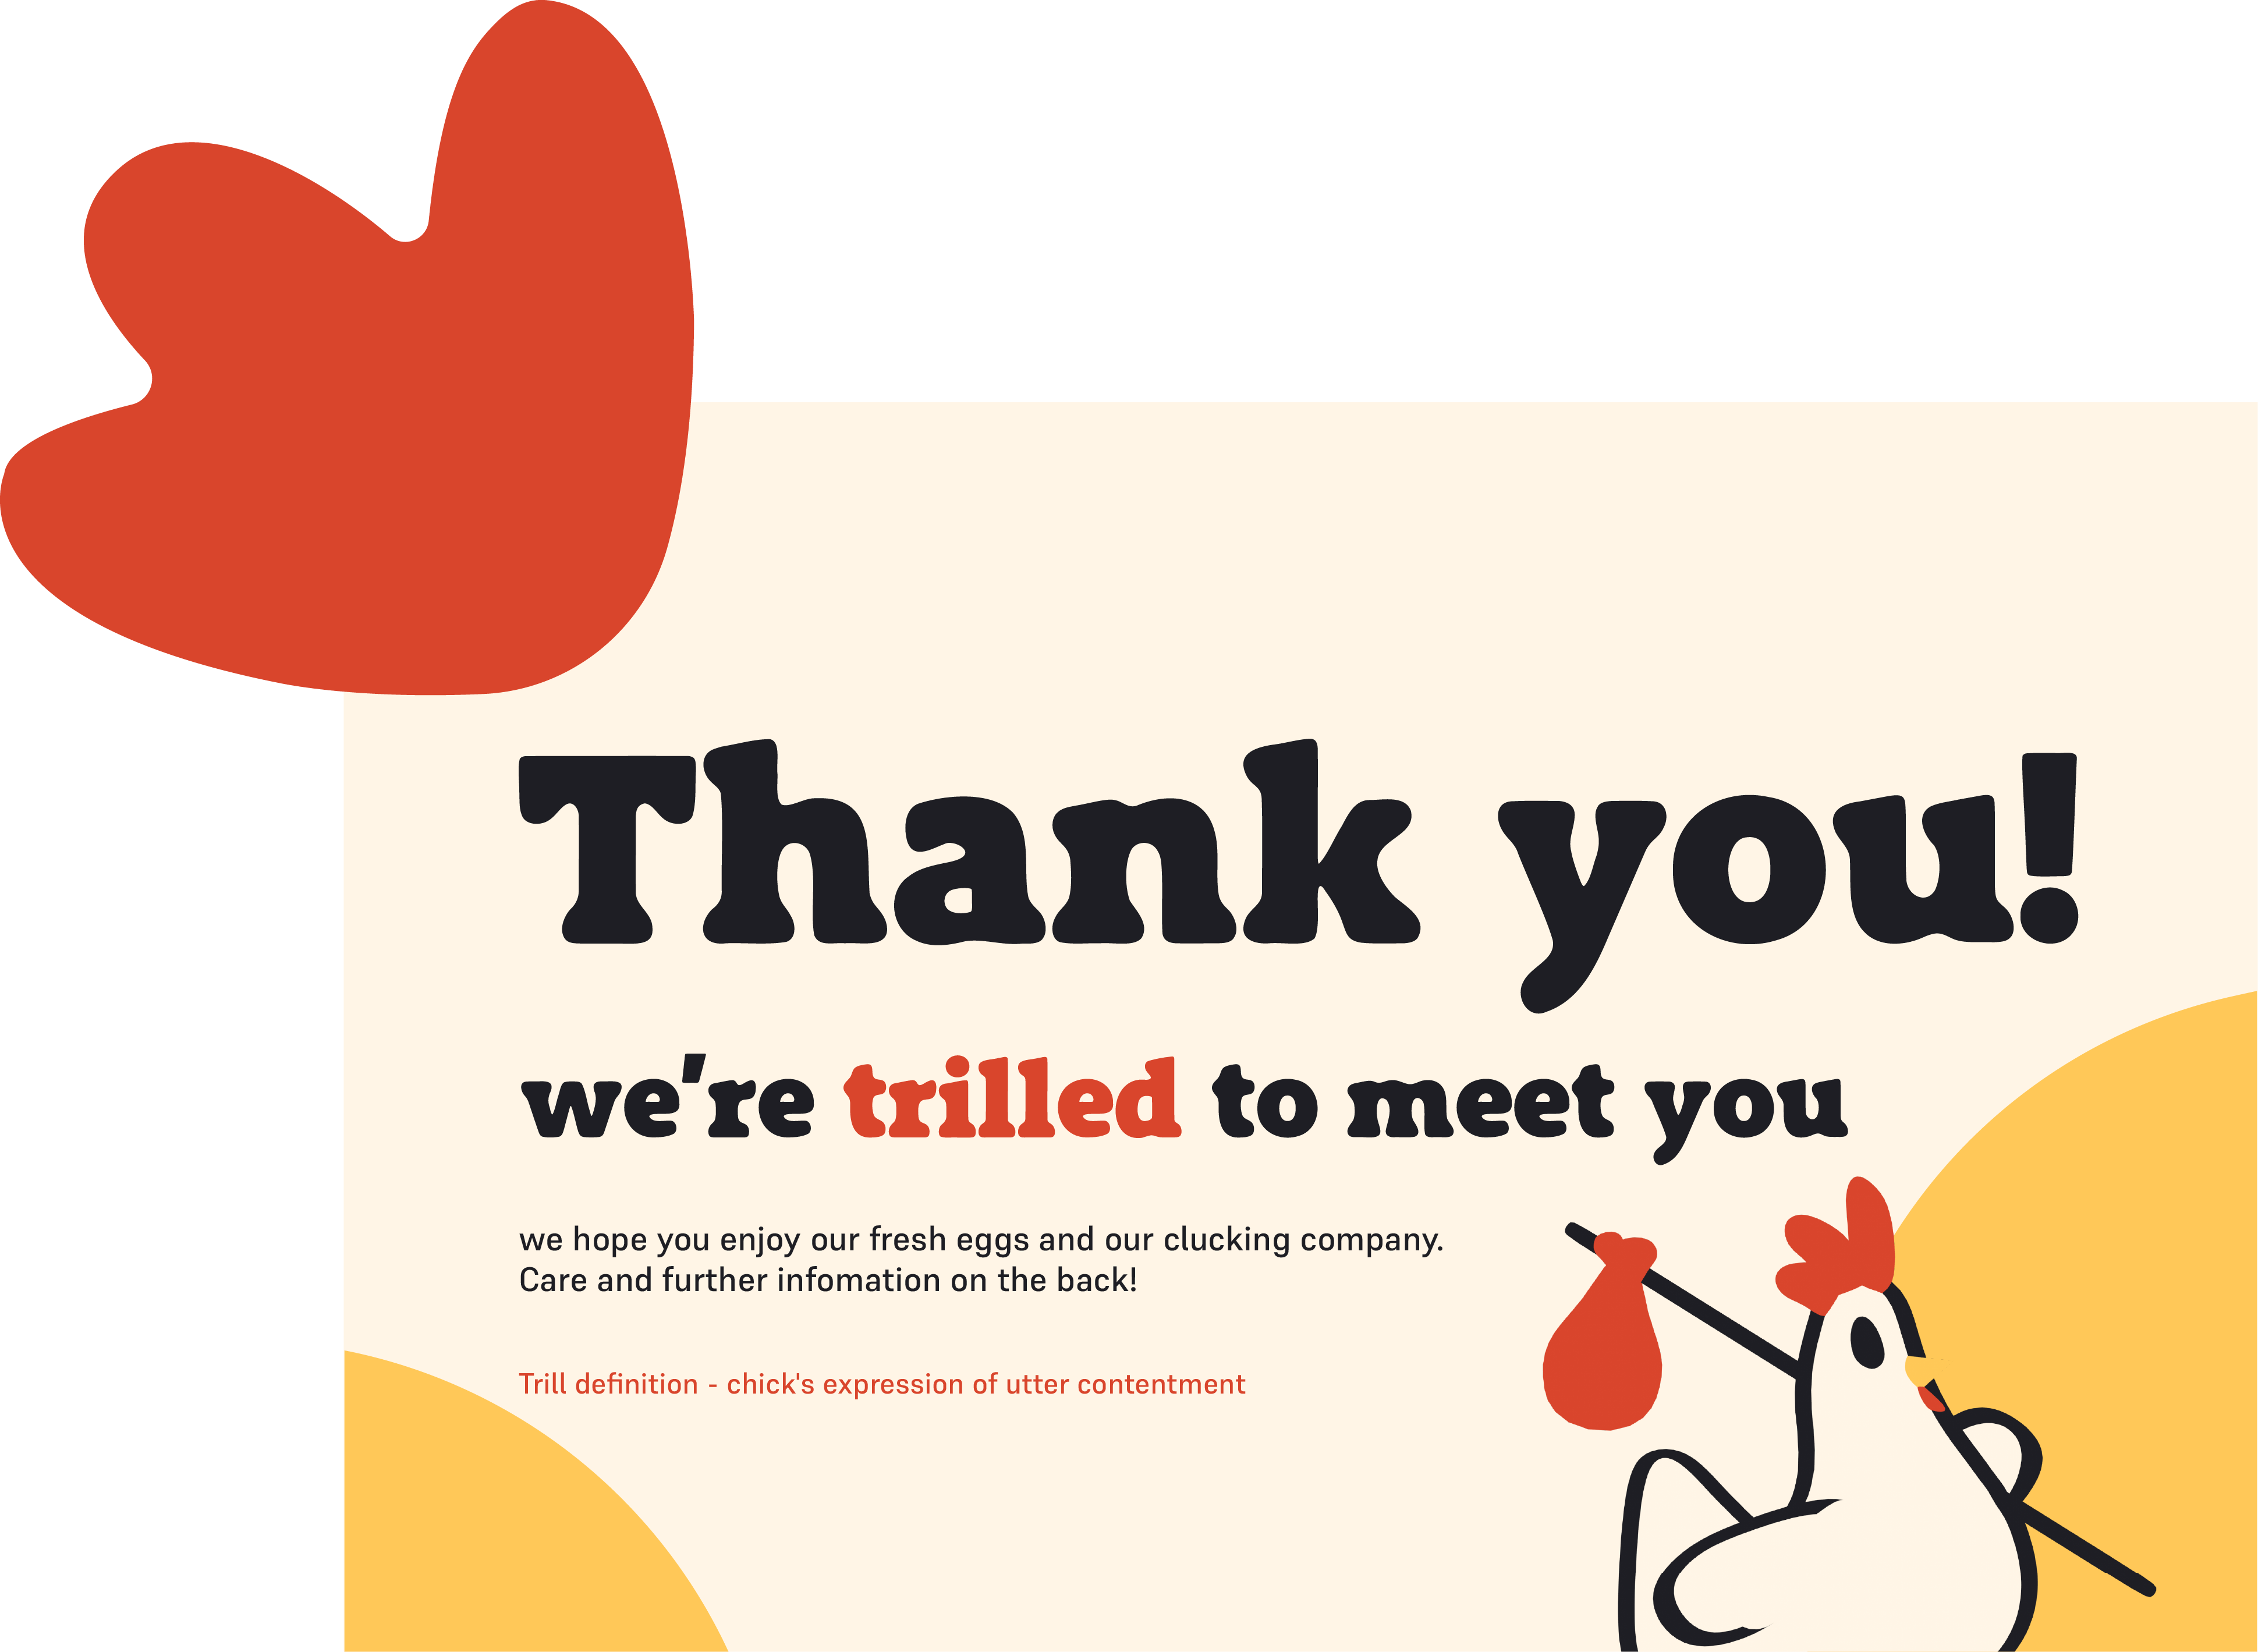 Thank you!
we're trilled to meet you
we hope you enjoy our fresh eggs and our clucking company.
Care and further infomation on the back!
Trill definition - chick's expression of utter contentment